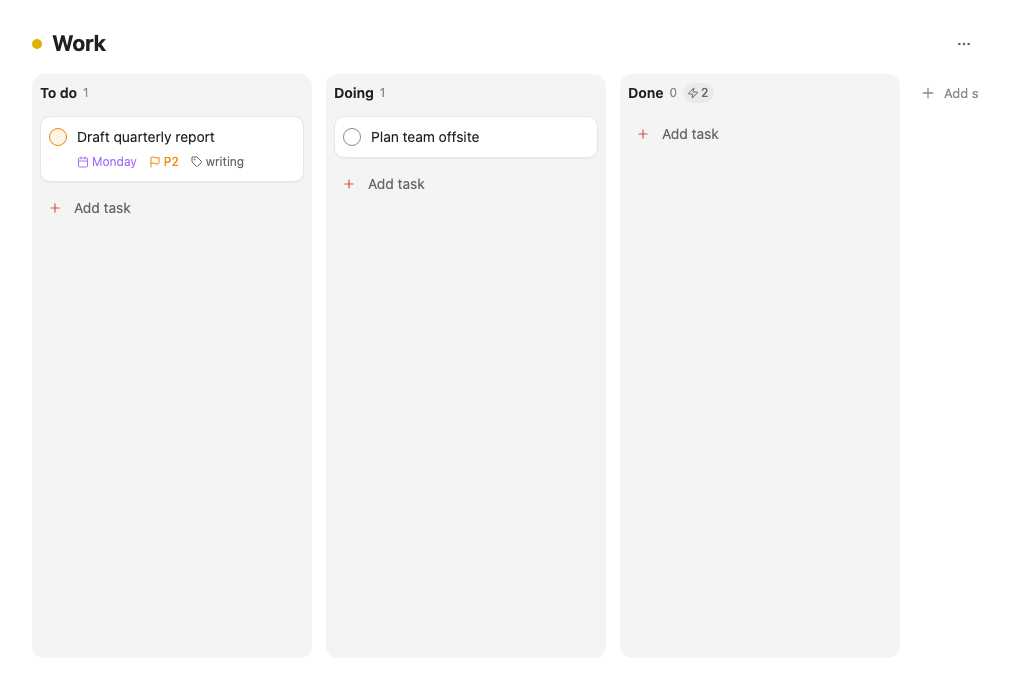 Work
To do 1
Draft quarterly report
Monday P2 writing
Add task
Doing 1
Plan team offsite
Add task
Done 0 2
Add task
Add s